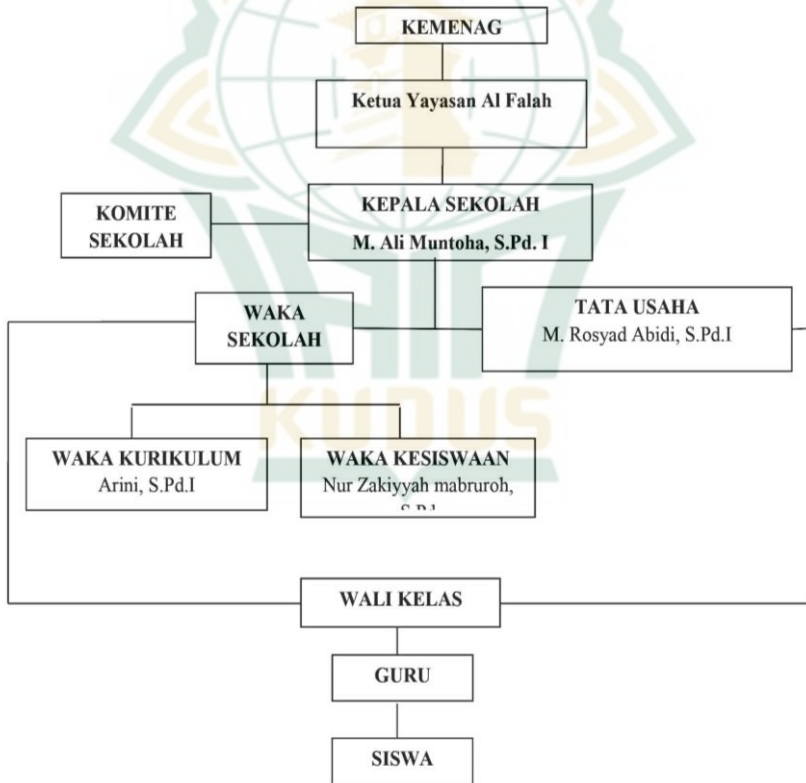 KEMENAG
Ketua Yayasan Al Falah
KEPALA SEKOLAH
M. Ali Muntoha, S.Pd. I
KOMITE
SEKOLAH
WAKA
SEKOLAH
TATA USAHA
M. Rosyad Abidi, S.Pd.I
WAKA KURIKULUM
Arini, S.Pd.I
WAKA KESISWAAN
Nur Zakiyyah mabruroh,
WALI KELAS
GURU
SISWA
KUDUS